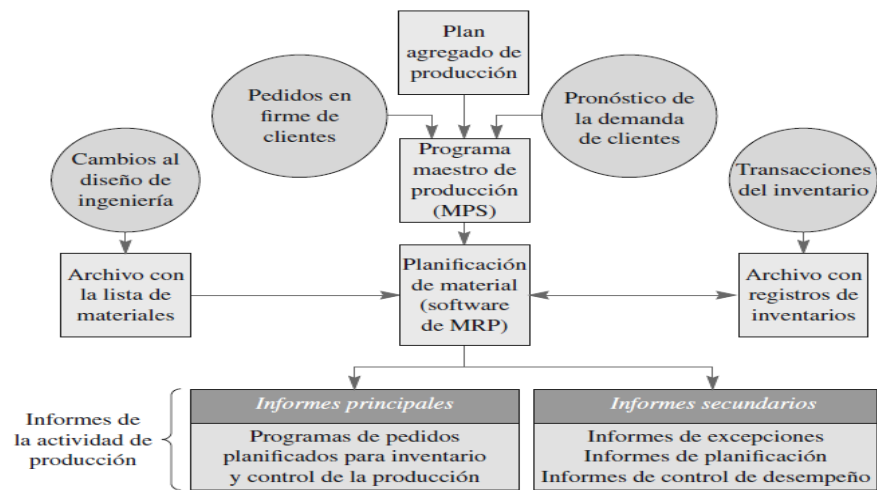 Plan
agregado de
producción
Pedidos en
firme de
clientes
Pronóstico de
la demanda
de clientes
Cambios al
diseño de
ingeniería
Programa
maestro de
producción
(MPS)
Transacciones
del inventario
Archivo con
la lista de
materiales
Planificación
de material
(software
de MRP)
Archivo con
registros de
inventarios
Informes de
la actividad de
producción
Informes principales
Programas de pedidos
planificados para inventario
y control de la producción
Informes secundarios
Informes de excepciones
Informes de planificación
Informes de control de desempeño